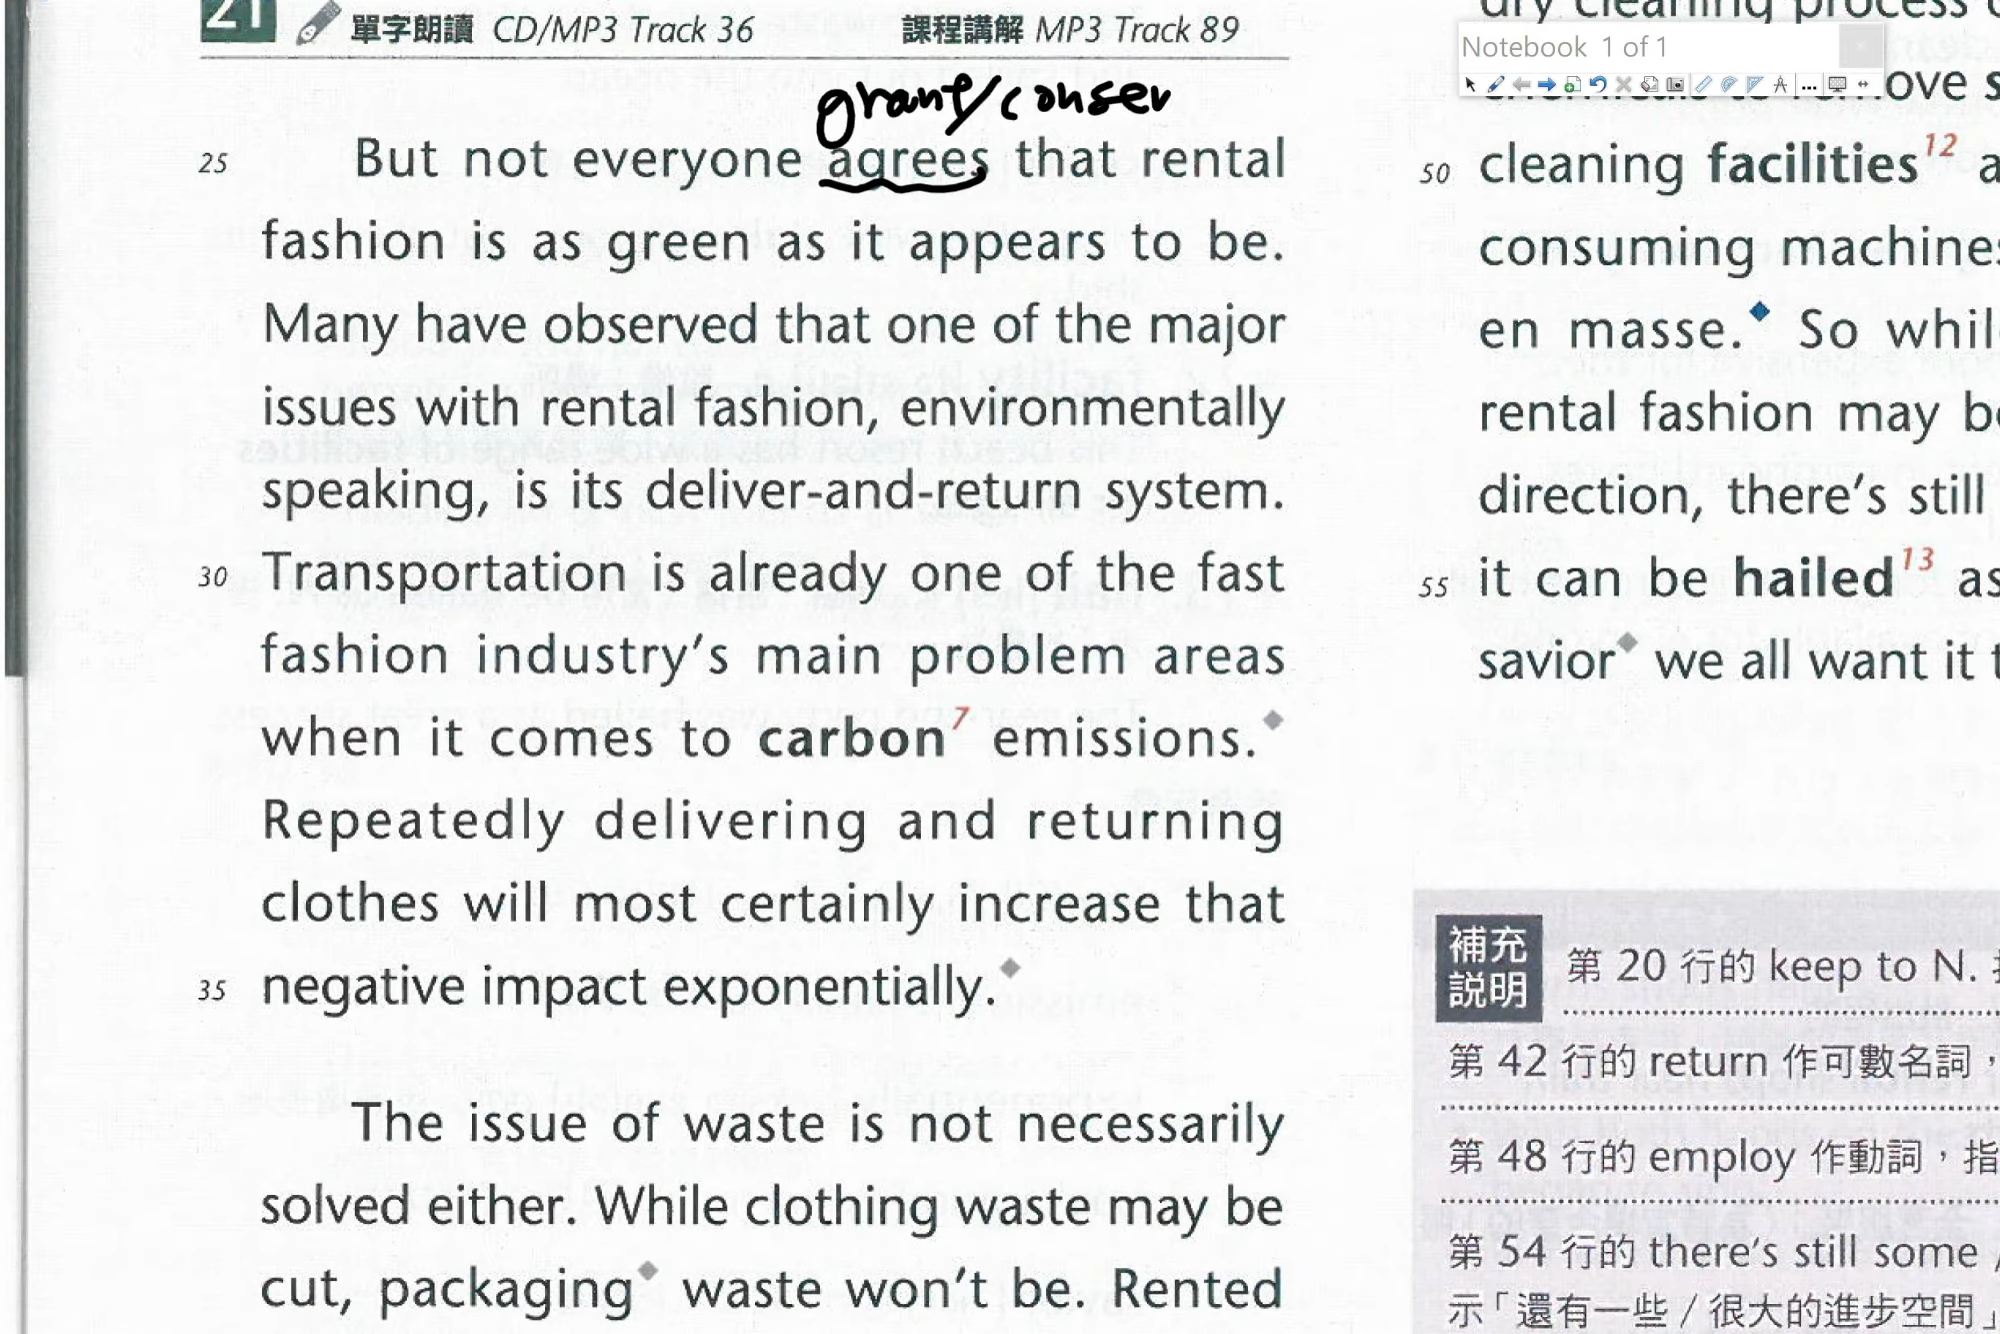 21 單字朗讀 CD/MP3 Track 36 課程講解 MP3 Track 89
grant/conser
25 But not everyone agrees that rental
fashion is as green as it appears to be.
Many have observed that one of the major
issues with rental fashion, environmentally
speaking, is its deliver-and-return system.
30 Transportation is already one of the fast
fashion industry's main problem areas
when it comes to carbon7 emissions.◆
Repeatedly delivering and returning
clothes will most certainly increase that
35 negative impact exponentially.◆
The issue of waste is not necessarily
solved either. While clothing waste may be
cut, packaging◆ waste won't be. Rented
dry cleaning process
Notebook 1 of 1
50 cleaning facilities12 a
consuming machines
en masse.◆ So whil
rental fashion may b
direction, there's still
55 it can be hailed13 as
savior◆ we all want it t
補充
説明
第 20 行的 keep to N.
第 42 行的 return 作可數名詞，
第 48 行的 employ 作動詞，指
第 54 行的 there's still some /
示「還有一些 / 很大的進步空間」